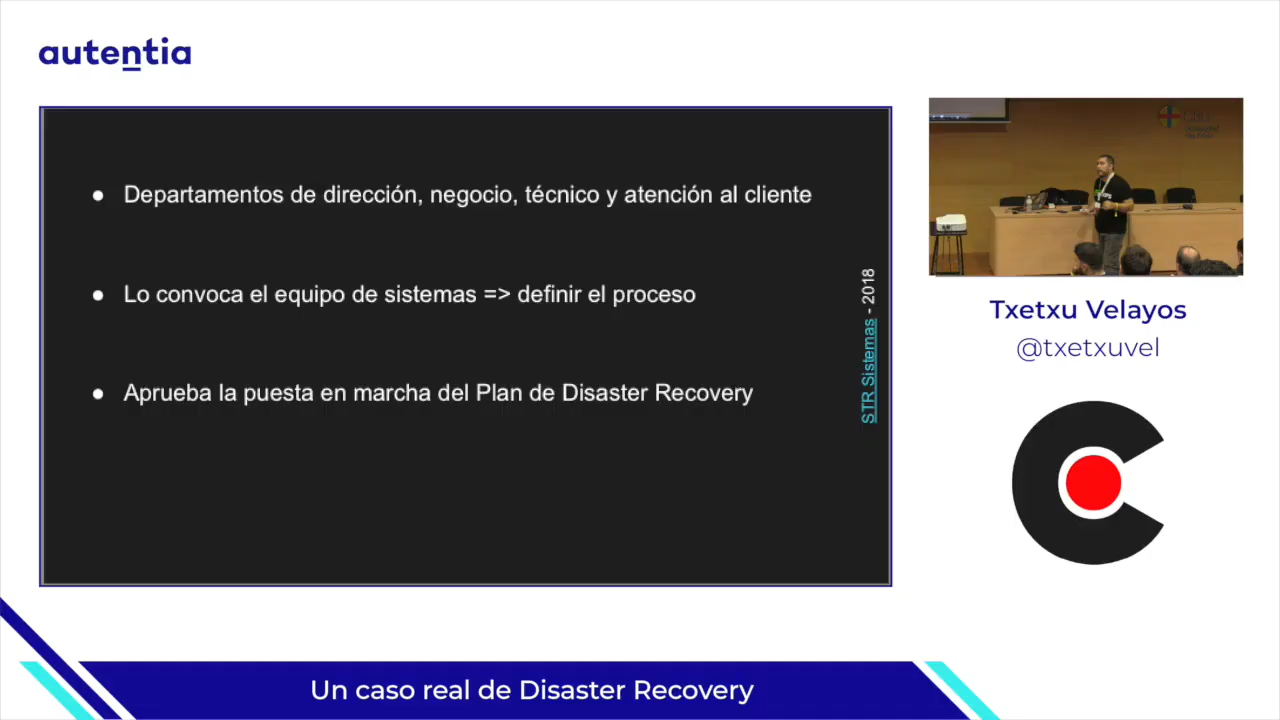 autentia
● Departamentos de dirección, negocio, técnico y atención al cliente
● Lo convoca el equipo de sistemas => definir el proceso
● Aprueba la puesta en marcha del Plan de Disaster Recovery
STR Sistemas - 2018
Txetxu Velayos
@txetxuvel
Un caso real de Disaster Recovery